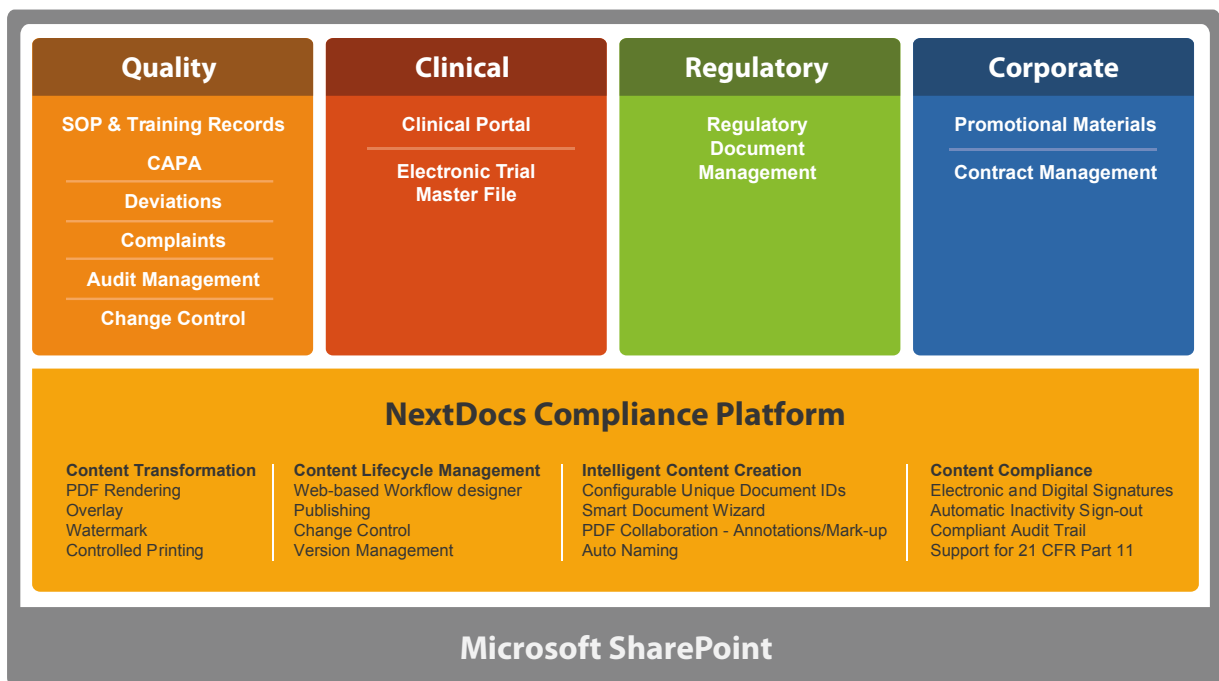 Quality
SOP & Training Records
CAPA
Deviations
Complaints
Audit Management
Change Control
Clinical
Clinical Portal
Electronic Trial
Master File
Regulatory
Regulatory
Document
Management
Corporate
Promotional Materials
Contract Management
NextDocs Compliance Platform
Content Transformation
PDF Rendering
Overlay
Watermark
Controlled Printing
Content Lifecycle Management
Web-based Workflow designer
Publishing
Change Control
Version Management
Intelligent Content Creation
Configurable Unique Document IDs
Smart Document Wizard
PDF Collaboration - Annotations/Mark-up
Auto Naming
Content Compliance
Electronic and Digital Signatures
Automatic Inactivity Sign-out
Compliant Audit Trail
Support for 21 CFR Part 11
Microsoft SharePoint